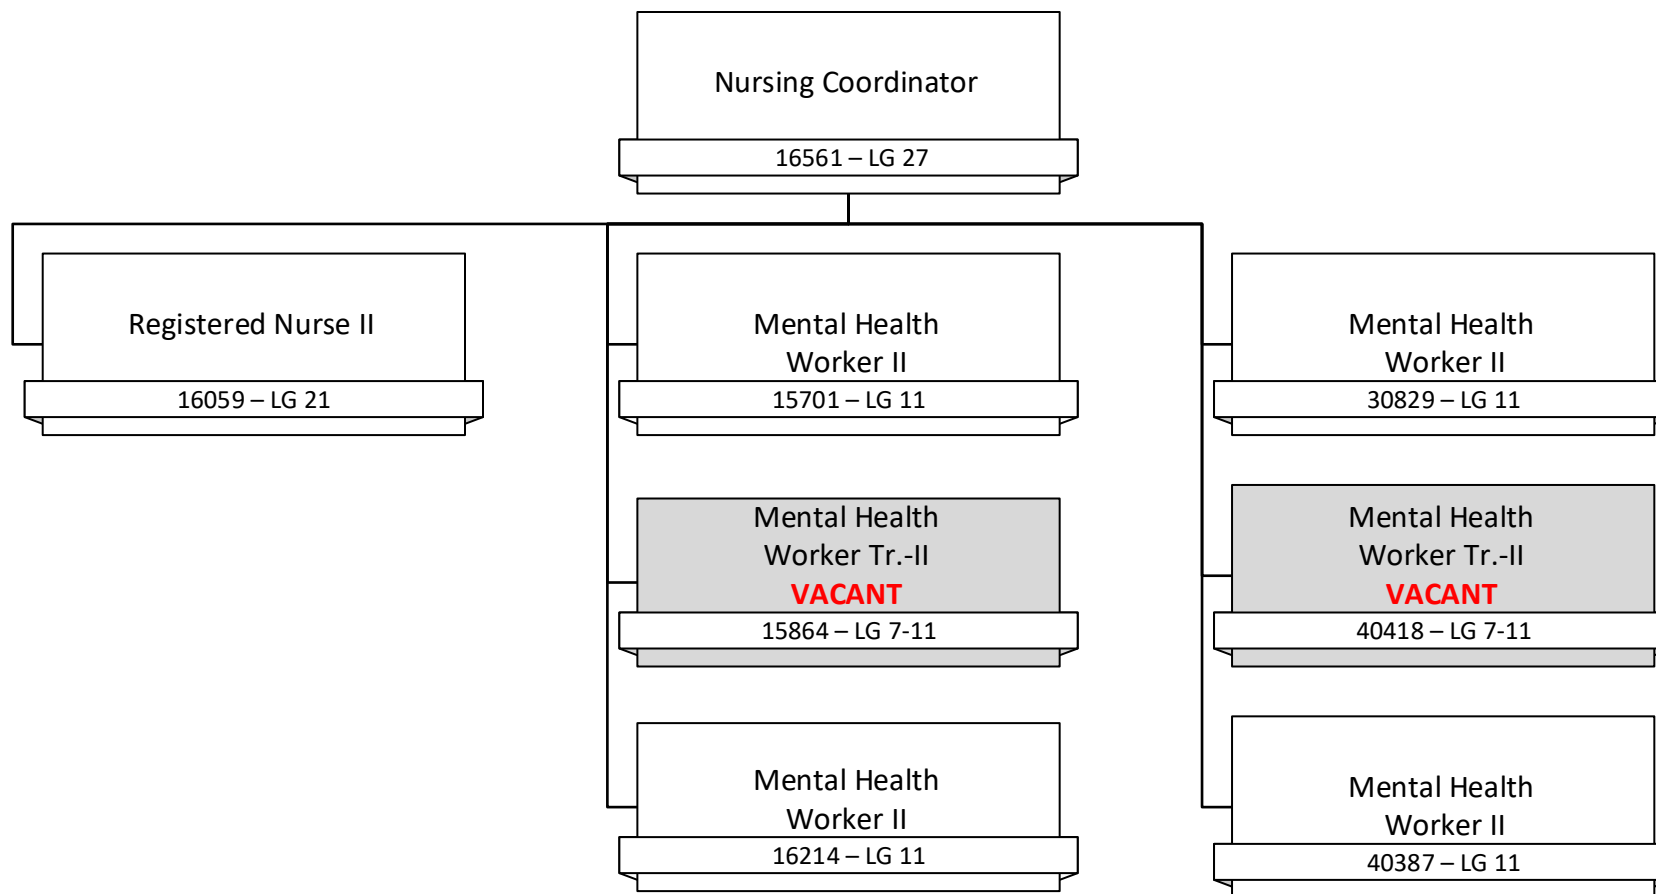 Nursing Coordinator
16561 – LG 27
Registered Nurse II
16059 – LG 21
Mental Health
Worker II
15701 – LG 11
Mental Health
Worker II
30829 – LG 11
Mental Health
Worker Tr.-II
VACANT
15864 – LG 7-11
Mental Health
Worker Tr.-II
VACANT
40418 – LG 7-11
Mental Health
Worker II
16214 – LG 11
Mental Health
Worker II
40387 – LG 11